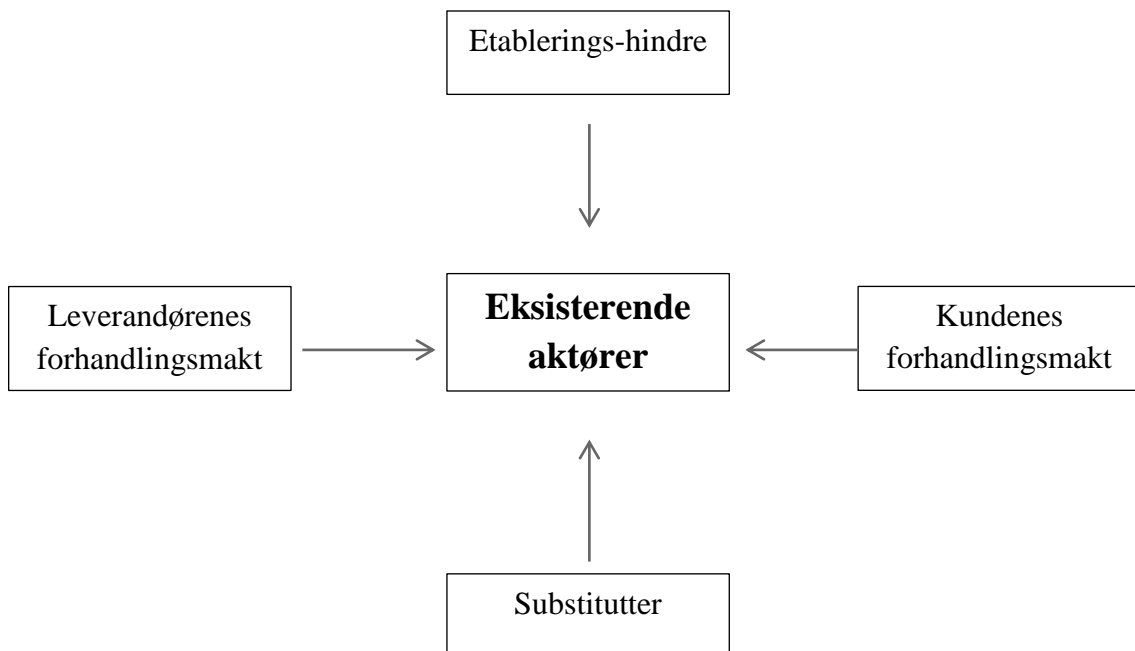 Etablerings-hindre
Leverandørenes
forhandlingsmakt
Eksisterende
aktører
Kundenes
forhandlingsmakt
Substitutter